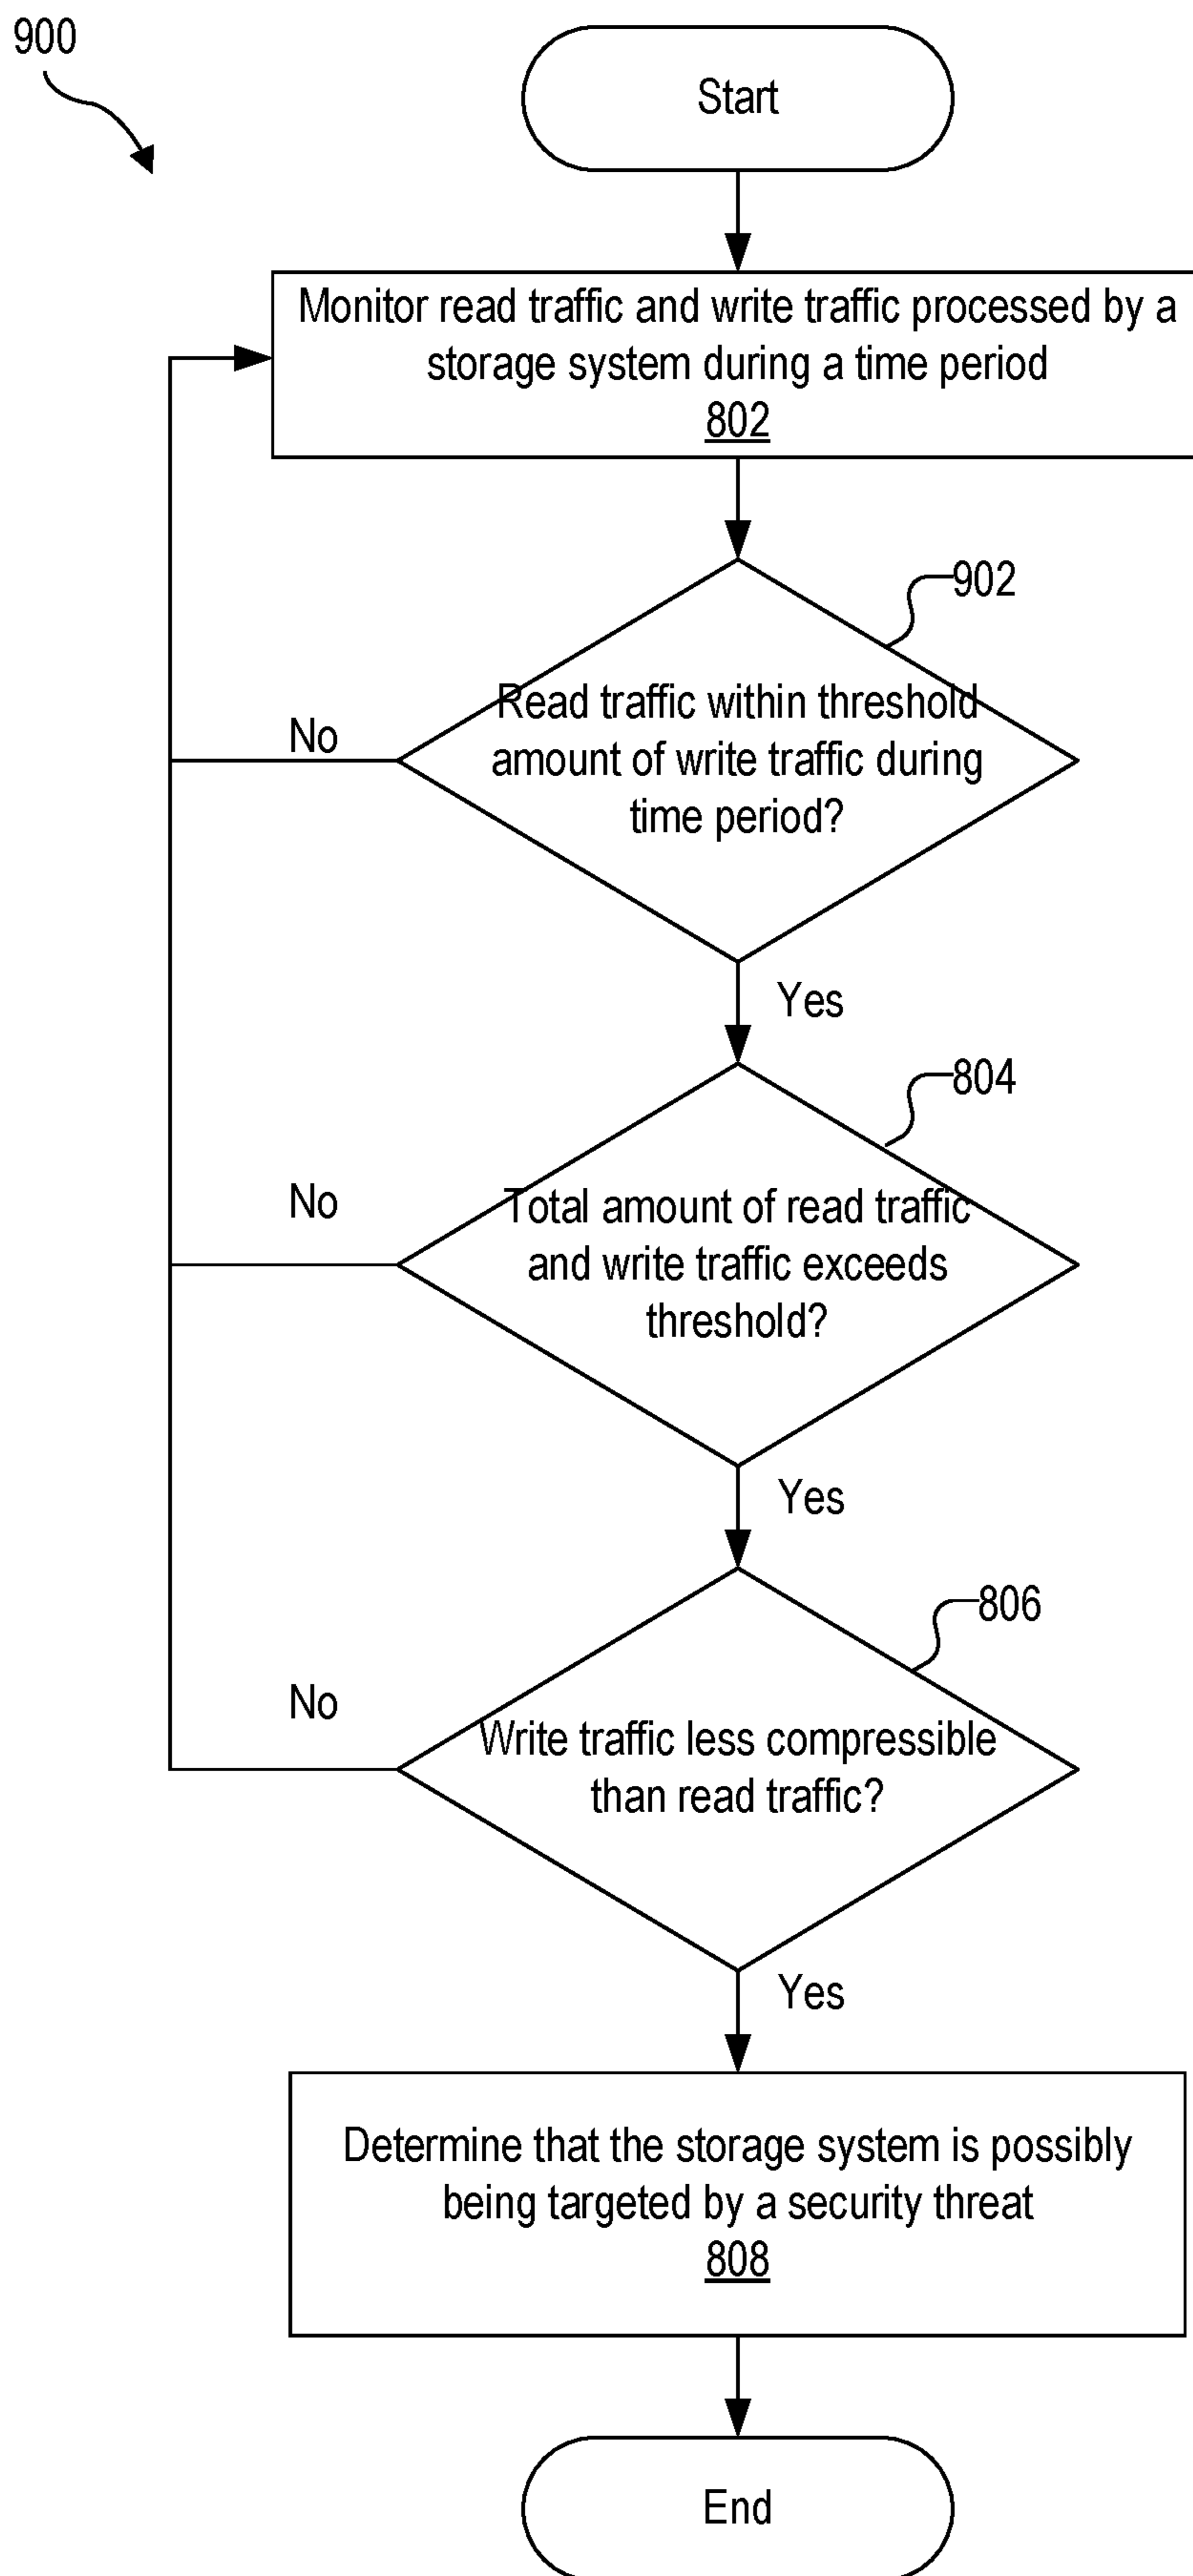 900
Start
Monitor read traffic and write traffic processed by a
storage system during a time period
802
902
Read traffic within threshold
amount of write traffic during
time period?
No
Yes
804
Total amount of read traffic
and write traffic exceeds
threshold?
No
Yes
806
Write traffic less compressible
than read traffic?
No
Yes
Determine that the storage system is possibly
being targeted by a security threat
808
End